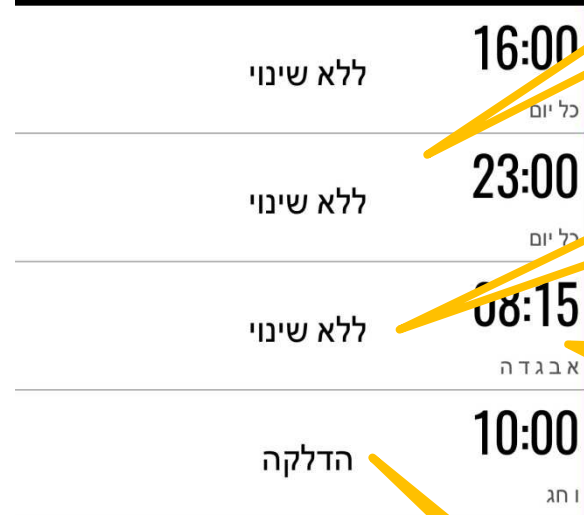 16:00
ללא שינוי
כל יום
23:00
ללא שינוי
כל יום
08:15
ללא שינוי
א ב ג ד ה
10:00
הדלקה
ו חג